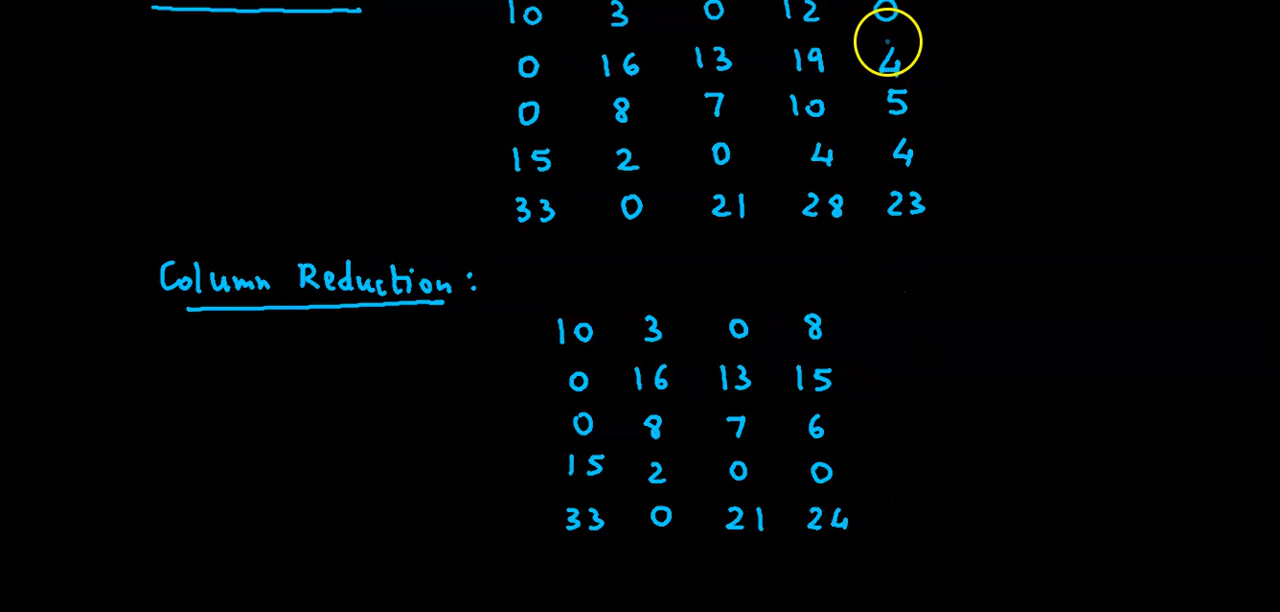 10 3 0 12 0
0 16 13 19 4
0 8 7 10 5
15 2 0 4 4
33 0 21 28 23
Column Reduction:
10 3 0 8
0 16 13 15
0 8 7 6
15 2 0 0
33 0 21 24